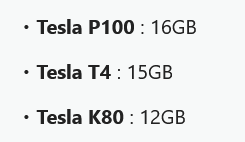 • Tesla P100 : 16GB
• Tesla T4 : 15GB
• Tesla K80 : 12GB